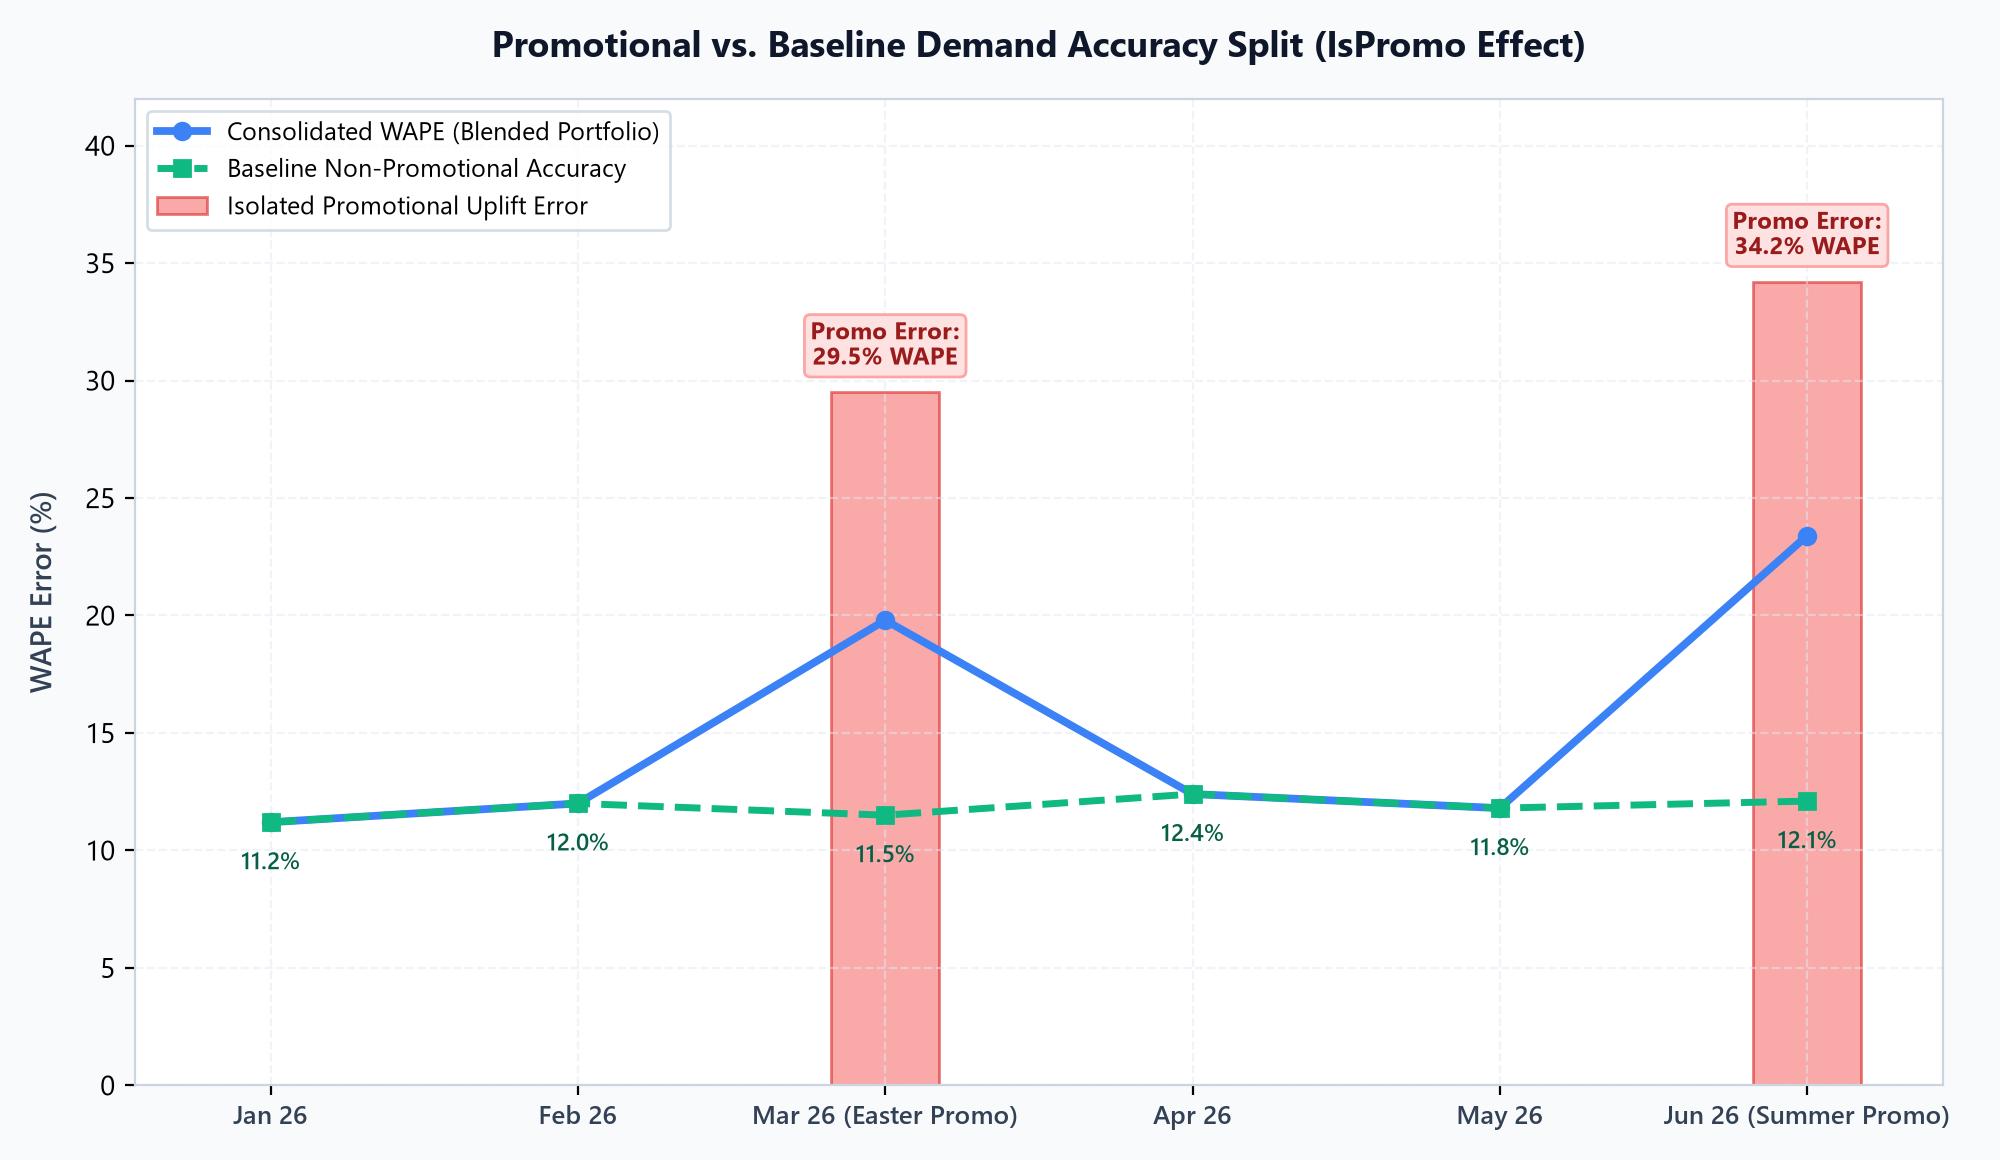 Promotional vs. Baseline Demand Accuracy Split (IsPromo Effect)
Consolidated WAPE (Blended Portfolio)
Baseline Non-Promotional Accuracy
Isolated Promotional Uplift Error
WAPE Error (%)
40
35
30
25
20
15
10
5
0
Promo Error:
29.5% WAPE
Promo Error:
34.2% WAPE
11.2%
12.0%
11.5%
12.4%
11.8%
12.1%
Jan 26
Feb 26
Mar 26 (Easter Promo)
Apr 26
May 26
Jun 26 (Summer Promo)